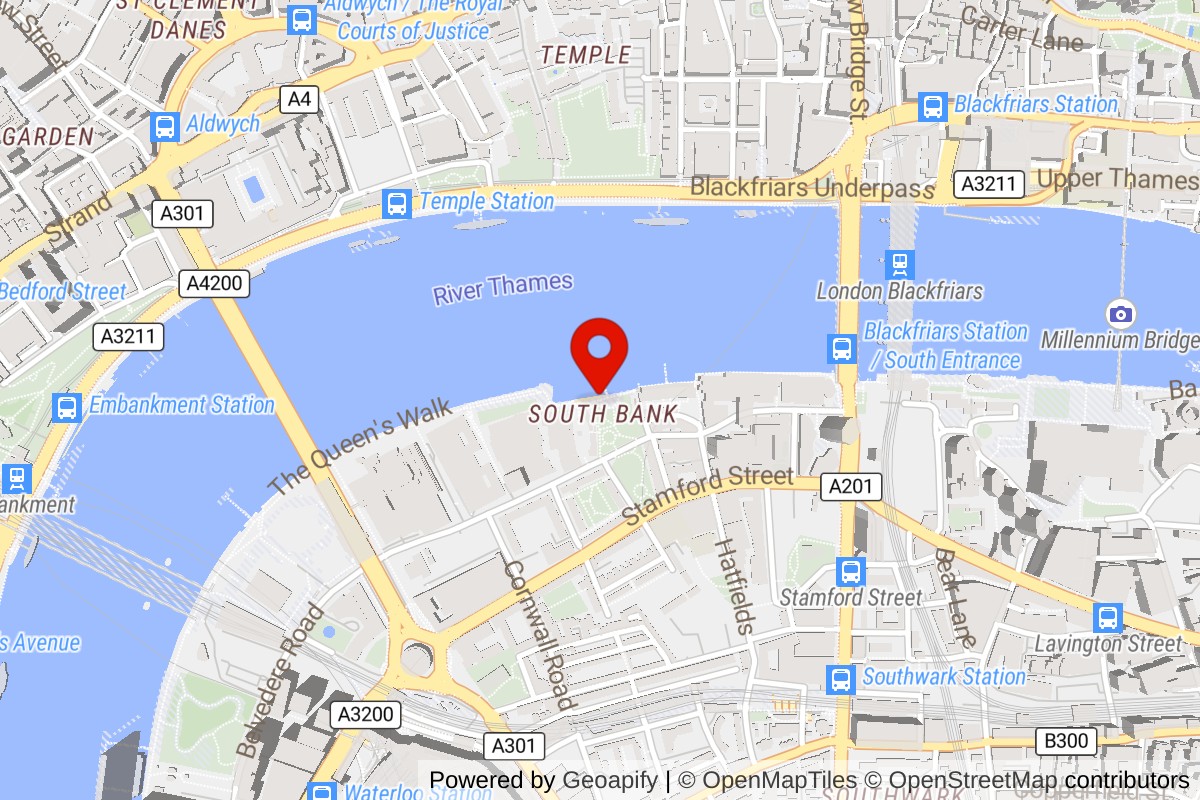 ST CLEMENT
DANES
Aldwych / The Royal
Courts of Justice
Street
TEMPLE
New Bridge St
Carter Lane
A4
Aldwych
Blackfriars Station
GARDEN
Strand
A301
Temple Station
Blackfriars Underpass
A3211
Upper Thames
A4200
Bedford Street
River Thames
London Blackfriars
A3211
Blackfriars Station
/ South Entrance
Millennium Bridge
Embankment Station
The Queen's Walk
SOUTH BANK
Ba
ankment
Stamford Street
A201
Hatfields
Bear Lane
Cornwall Road
Stamford Street
Lavington Street
s Avenue
Belvedere Road
Southwark Station
A3200
A301
B300
Waterloo Station
SOUTHWARK
Powered by Geoapify | © OpenMapTiles © OpenStreetMap contributors